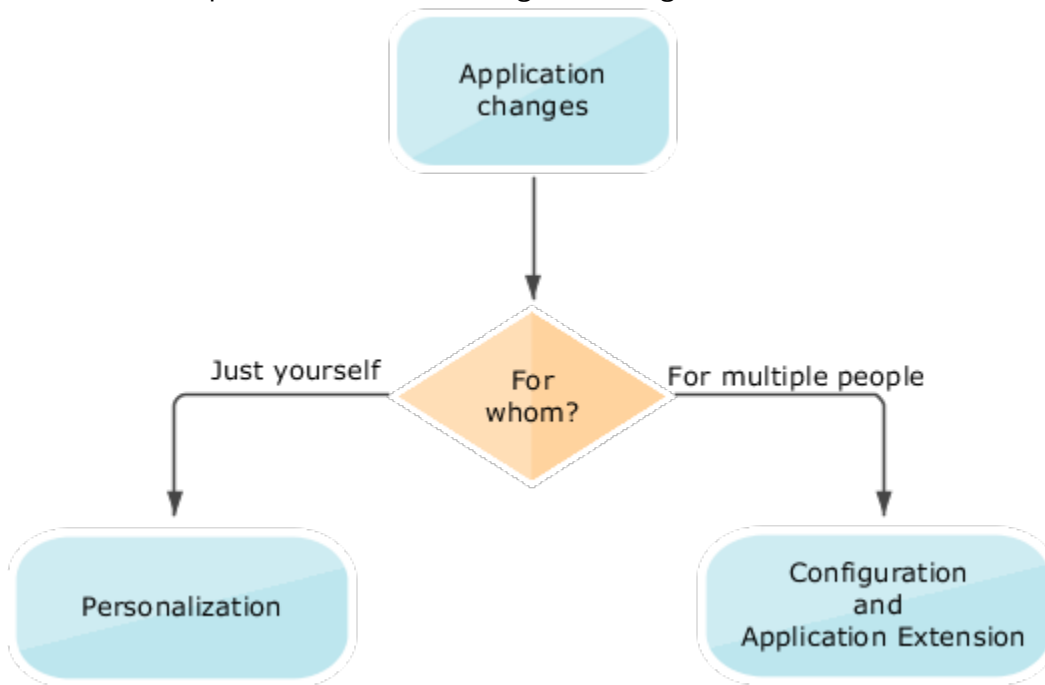 Application
changes
Just yourself
For
whom?
For multiple people
Personalization
Configuration
and
Application Extension